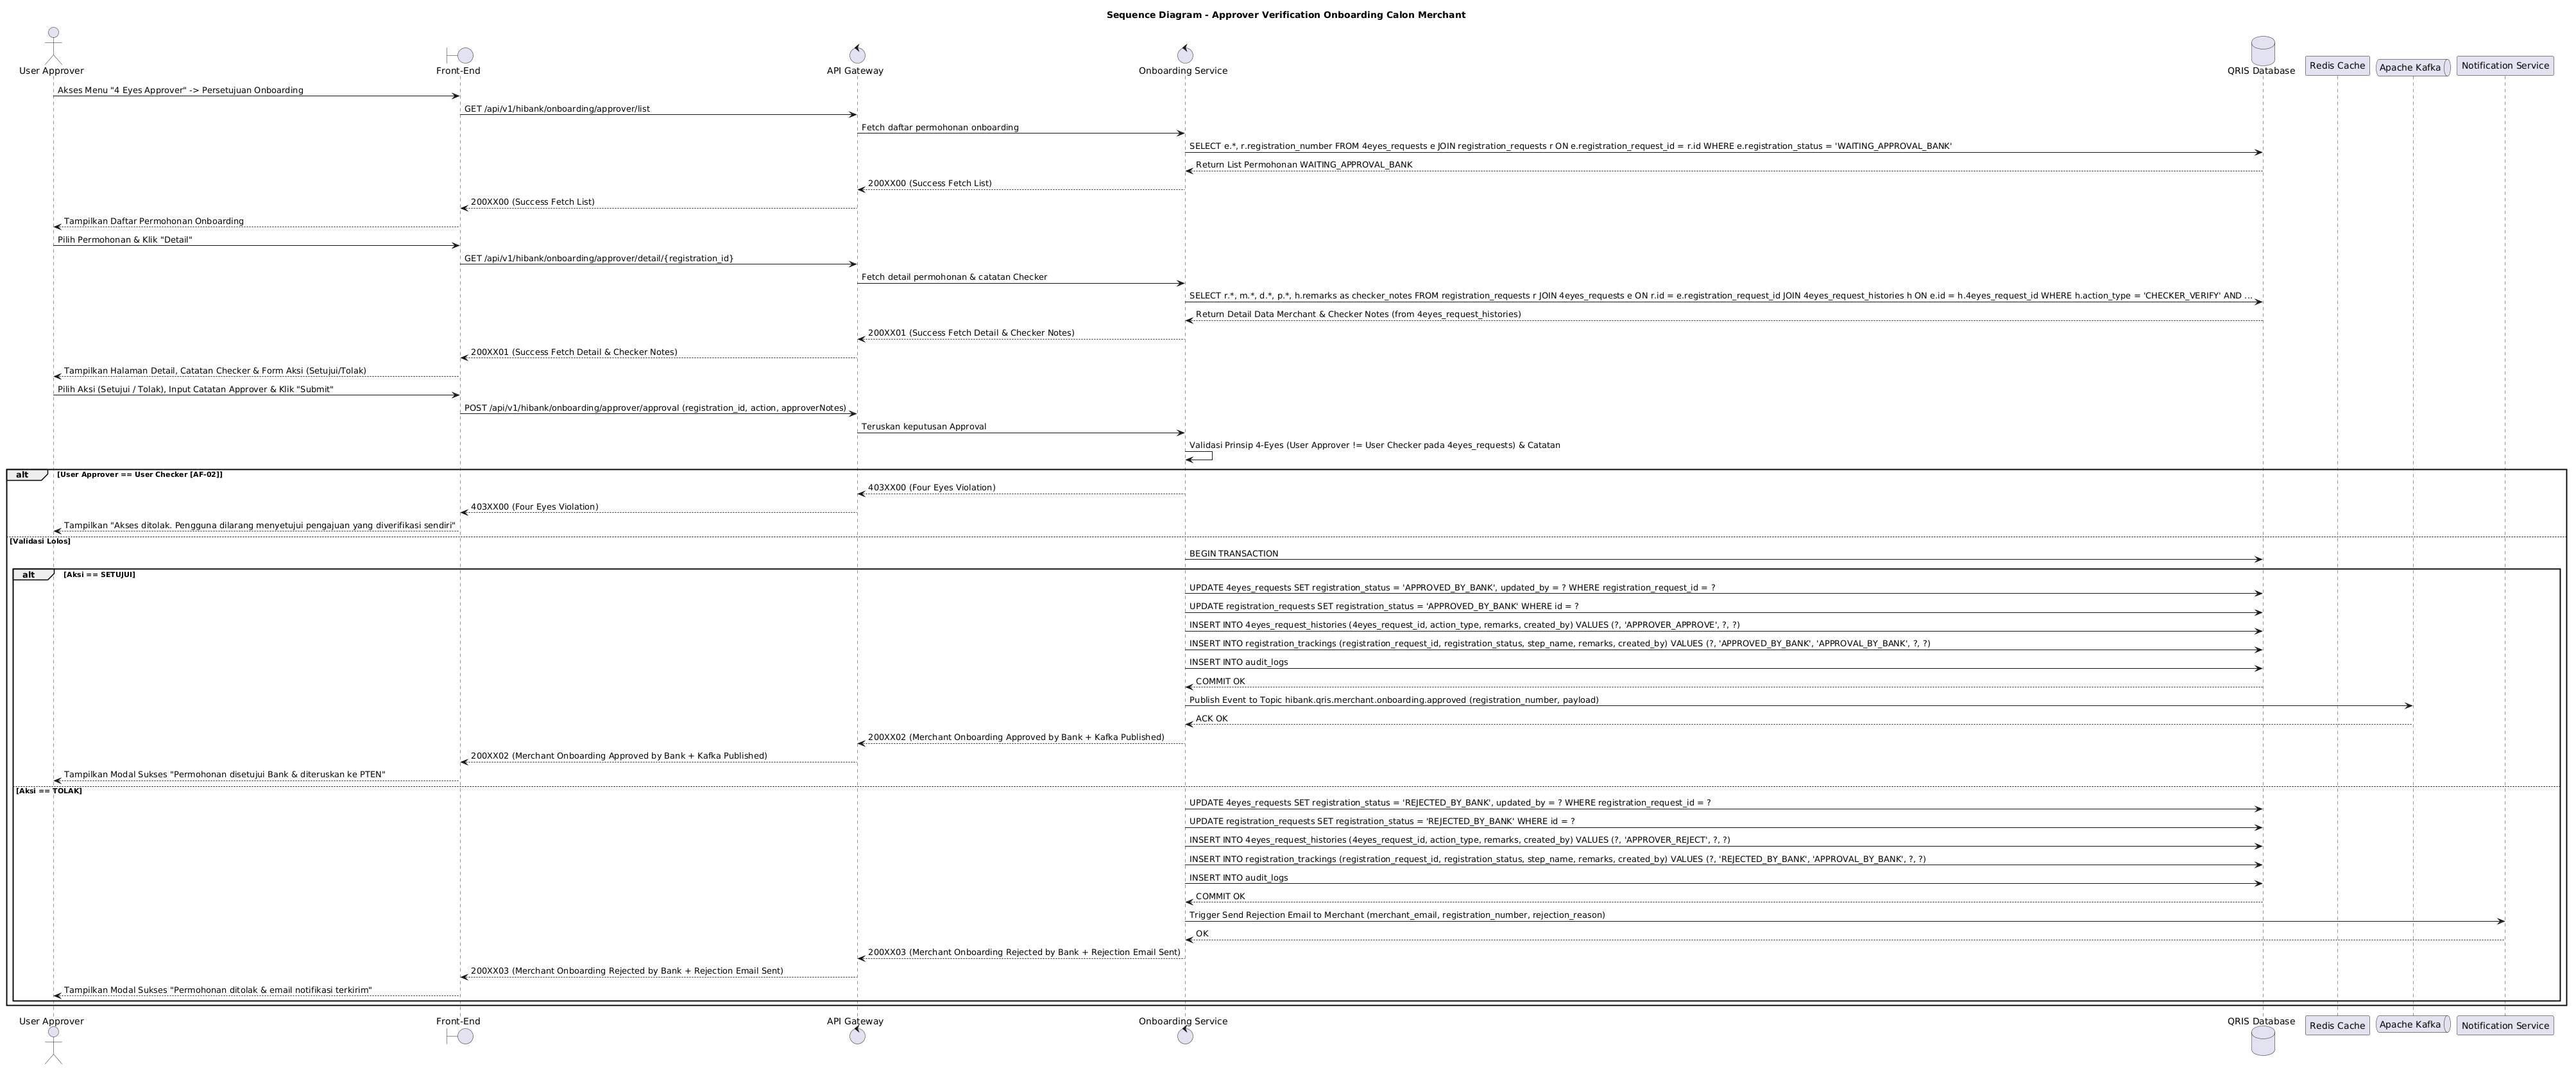 Sequence Diagram - Approver Verification Onboarding Calon Merchant
User Approver
Front-End
API Gateway
Onboarding Service
QRIS Database
Redis Cache
Apache Kafka
Notification Service
Akses Menu "4 Eyes Approver" -> Persetujuan Onboarding
GET /api/v1/hibank/onboarding/approver/list
Fetch daftar permohonan onboarding
SELECT e.*, r.registration_number FROM 4eyes_requests e JOIN registration_requests r ON e.registration_request_id = r.id WHERE e.registration_status = 'WAITING_APPROVAL_BANK'
Return List Permohonan WAITING_APPROVAL_BANK
200XX00 (Success Fetch List)
200XX00 (Success Fetch List)
Tampilkan Daftar Permohonan Onboarding
Pilih Permohonan & Klik "Detail"
GET /api/v1/hibank/onboarding/approver/detail/{registration_id}
Fetch detail permohonan & catatan Checker
SELECT r.*, m.*, d.*, p.*, h.remarks as checker_notes FROM registration_requests r JOIN 4eyes_requests e ON r.id = e.registration_request_id JOIN 4eyes_request_histories h ON e.id = h.4eyes_request_id WHERE h.action_type = 'CHECKER_VERIFY' AND ...
Return Detail Data Merchant & Checker Notes (from 4eyes_request_histories)
200XX01 (Success Fetch Detail & Checker Notes)
200XX01 (Success Fetch Detail & Checker Notes)
Tampilkan Halaman Detail, Catatan Checker & Form Aksi (Setujui/Tolak)
Pilih Aksi (Setujui / Tolak), Input Catatan Approver & Klik "Submit"
POST /api/v1/hibank/onboarding/approver/approval (registration_id, action, approverNotes)
Teruskan keputusan Approval
Validasi Prinsip 4-Eyes (User Approver != User Checker pada 4eyes_requests) & Catatan
alt [User Approver == User Checker [AF-02]]
403XX00 (Four Eyes Violation)
403XX00 (Four Eyes Violation)
Tampilkan "Akses ditolak. Pengguna dilarang menyetujui pengajuan yang diverifikasi sendiri"
[Validasi Lolos]
BEGIN TRANSACTION
alt [Aksi == SETUJUI]
UPDATE 4eyes_requests SET registration_status = 'APPROVED_BY_BANK', updated_by = ? WHERE registration_request_id = ?
UPDATE registration_requests SET registration_status = 'APPROVED_BY_BANK' WHERE id = ?
INSERT INTO 4eyes_request_histories (4eyes_request_id, action_type, remarks, created_by) VALUES (?, 'APPROVER_APPROVE', ?, ?)
INSERT INTO registration_trackings (registration_request_id, registration_status, step_name, remarks, created_by) VALUES (?, 'APPROVED_BY_BANK', 'APPROVAL_BY_BANK', ?, ?)
INSERT INTO audit_logs
COMMIT OK
Publish Event to Topic hibank.qris.merchant.onboarding.approved (registration_number, payload)
ACK OK
200XX02 (Merchant Onboarding Approved by Bank + Kafka Published)
200XX02 (Merchant Onboarding Approved by Bank + Kafka Published)
Tampilkan Modal Sukses "Permohonan disetujui Bank & diteruskan ke PTEN"
[Aksi == TOLAK]
UPDATE 4eyes_requests SET registration_status = 'REJECTED_BY_BANK', updated_by = ? WHERE registration_request_id = ?
UPDATE registration_requests SET registration_status = 'REJECTED_BY_BANK' WHERE id = ?
INSERT INTO 4eyes_request_histories (4eyes_request_id, action_type, remarks, created_by) VALUES (?, 'APPROVER_REJECT', ?, ?)
INSERT INTO registration_trackings (registration_request_id, registration_status, step_name, remarks, created_by) VALUES (?, 'REJECTED_BY_BANK', 'APPROVAL_BY_BANK', ?, ?)
INSERT INTO audit_logs
COMMIT OK
Trigger Send Rejection Email to Merchant (merchant_email, registration_number, rejection_reason)
OK
200XX03 (Merchant Onboarding Rejected by Bank + Rejection Email Sent)
200XX03 (Merchant Onboarding Rejected by Bank + Rejection Email Sent)
Tampilkan Modal Sukses "Permohonan ditolak & email notifikasi terkirim"
User Approver
Front-End
API Gateway
Onboarding Service
QRIS Database
Redis Cache
Apache Kafka
Notification Service